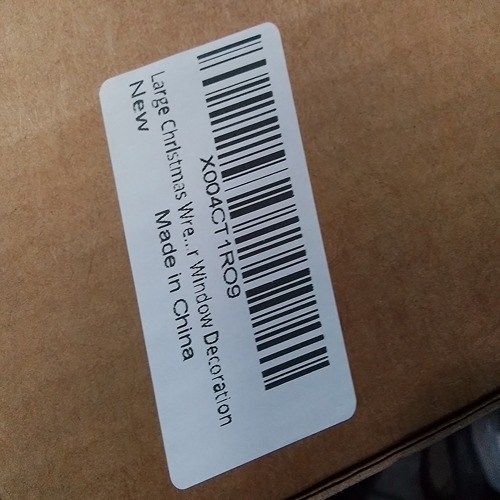 X004CT1RO9
Large Christmas Wre...r Window Decoration
New
Made in China